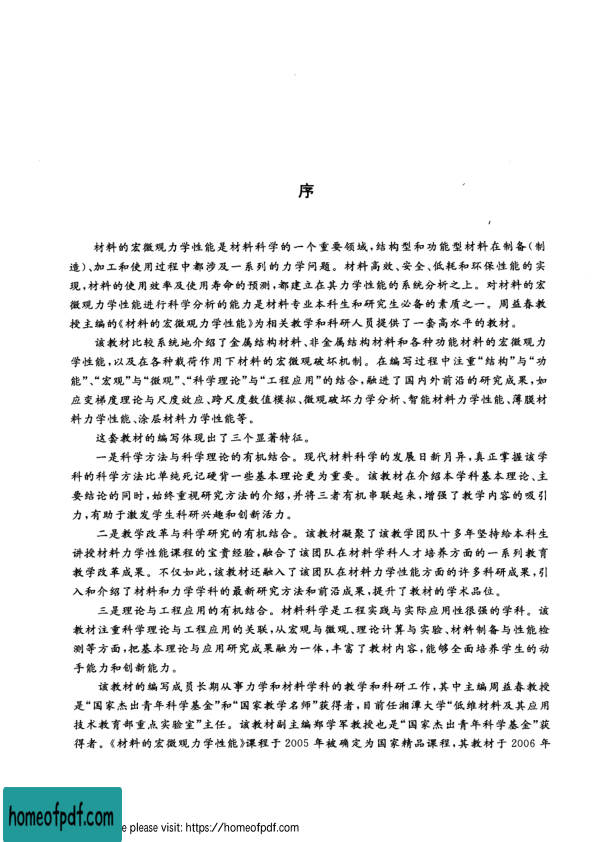 序
材料的宏微观力学性能是材料科学的一个重要领域,结构型和功能型材料在制备(制
造)、加工和使用过程中都涉及一系列的力学问题。材料高效、安全、低耗和环保性能的实
现,材料的使用效率及使用寿命的预测,都建立在其力学性能的系统分析之上。对材料的宏
微观力学性能进行科学分析的能力是材料专业本科生和研究生必备的素质之一。周益春教
授主编的《材料的宏微观力学性能》为相关教学和科研人员提供了一套高水平的教材。
该教材比较系统地介绍了金属结构材料、非金属结构材料和各种功能材料的宏微观力
学性能,以及在各种载荷作用下材料的宏微观破坏机制。在编写过程中注重“结构”与“功
能”、“宏观”与“微观”、“科学理论”与“工程应用”的结合,融进了国内外前沿的研究成果,如
应变梯度理论与尺度效应、跨尺度数值模拟、微观破坏力学分析、智能材料力学性能、薄膜材
料力学性能、涂层材料力学性能等。
这套教材的编写体现出了三个显著特征。
一是科学方法与科学理论的有机结合。现代材料科学的发展日新月异,真正掌握该学
科的科学方法比单纯死记硬背一些基本理论更为重要。该教材在介绍本学科基本理论、主
要结论的同时,始终重视研究方法的介绍,并将三者有机串联起来,增强了教学内容的吸引
力,有助于激发学生科研兴趣和创新活力。
二是教学改革与科学研究的有机结合。该教材凝聚了该教学团队十多年坚持给本科生
讲授材料力学性能课程的宝贵经验,融合了该团队在材料学科人才培养方面的一系列教育
教学改革成果。不仅如此,该教材还融入了该团队在材料力学性能方面的许多科研成果,引
入和介绍了材料和力学学科的最新研究方法和前沿成果,提升了教材的学术品位。
三是理论与工程应用的有机结合。材料科学是工程实践与实际应用性很强的学科。该
教材注重科学理论与工程应用的关联,从宏观与微观、理论计算与实验、材料制备与性能检
测等方面,把基本理论与应用研究成果融为一体,丰富了教材内容,能够全面培养学生的动
手能力和创新能力。
该教材的编写成员长期从事力学和材料学科的教学和科研工作,其中主编周益春教授
是“国家杰出青年科学基金”和“国家教学名师”获得者,目前任湘潭大学“低维材料及其应用
技术教育部重点实验室”主任。该教材副主编郑学军教授也是“国家杰出青年科学基金”获
得者。《材料的宏微观力学性能》课程于 2005 年被确定为国家精品课程,其教材于 2006 年
homeofpdf.com
e please visit: https://homeofpdf.com